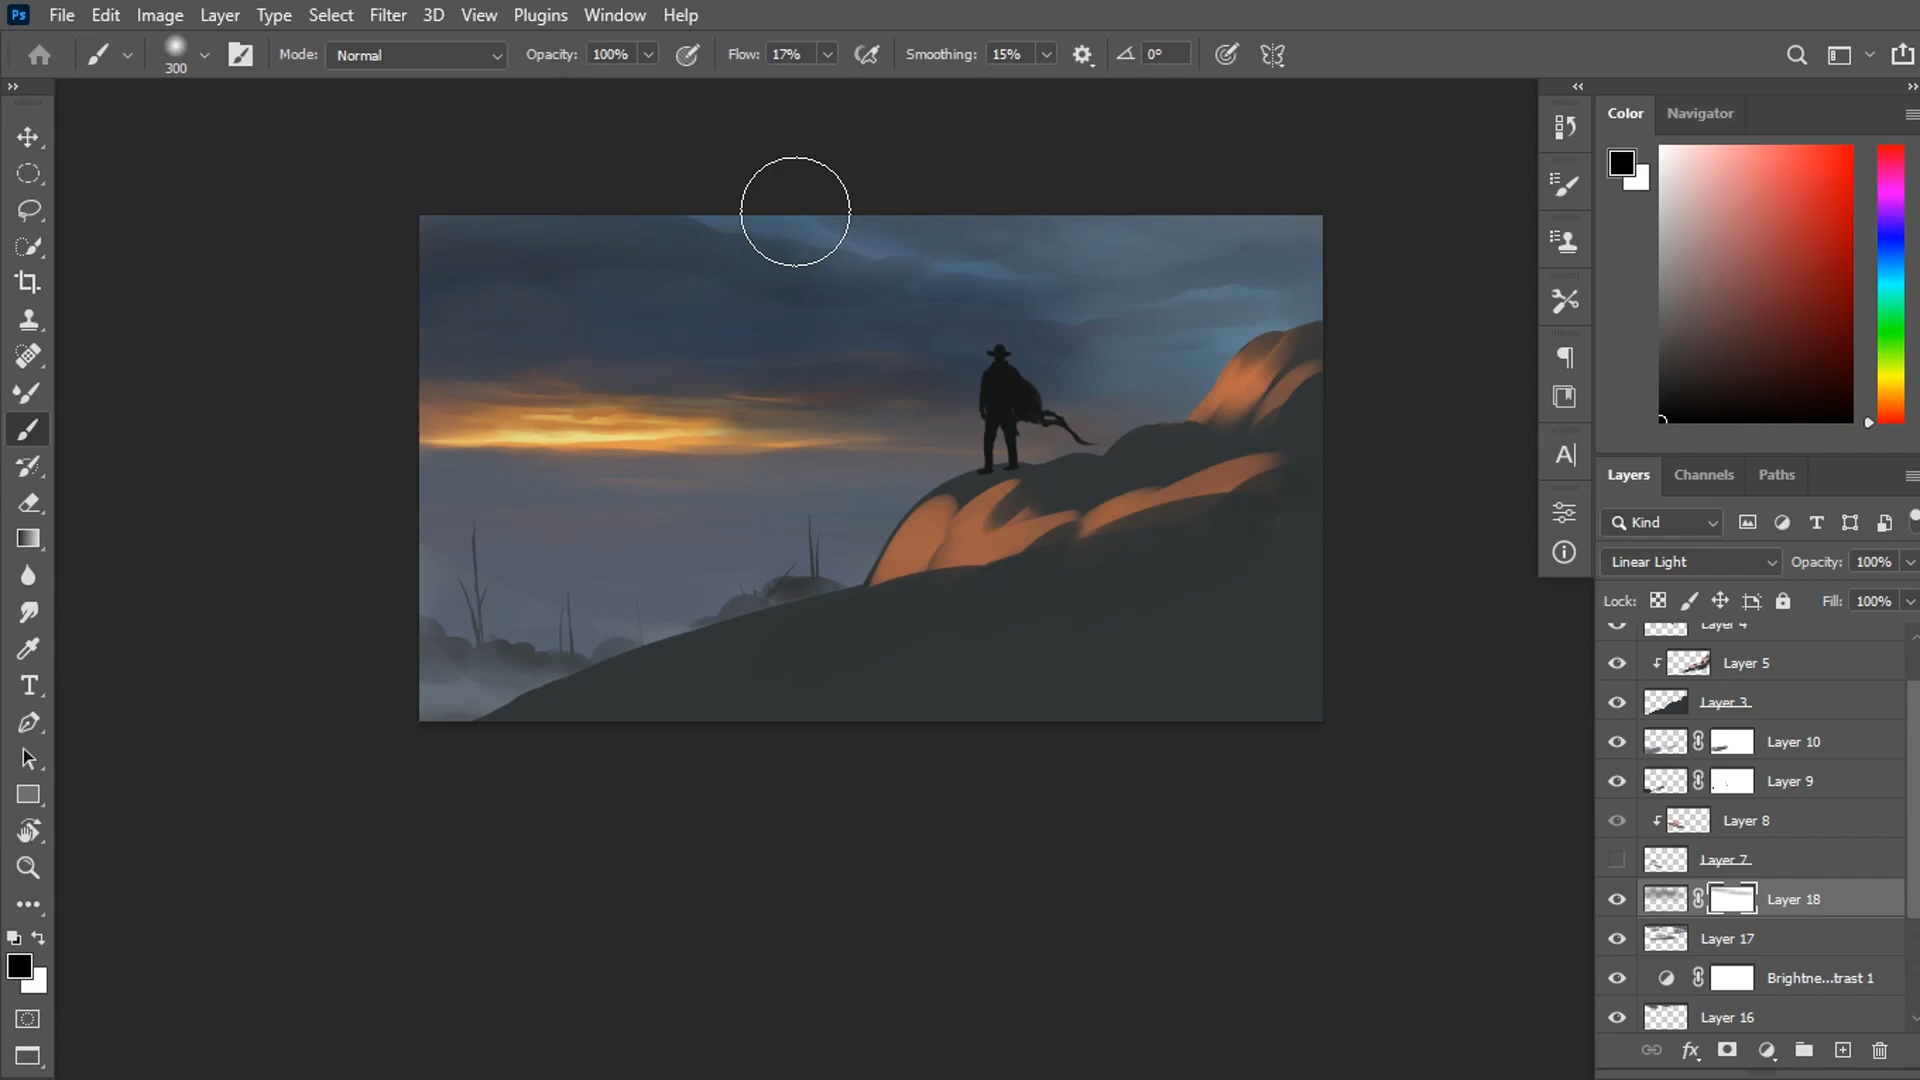 Ps File Edit Image Layer Type Select Filter 3D View Plugins Window Help
300 Mode: Normal Opacity: 100% Flow: 17% Smoothing: 15% 0°
Color Navigator
Layers Channels Paths
Kind T
Linear Light Opacity: 100%
Lock: Fill: 100%
Layer 4
Layer 5
Layer 3
Layer 10
Layer 9
Layer 8
Layer 7
Layer 18
Layer 17
Brightne...trast 1
Layer 16
fx